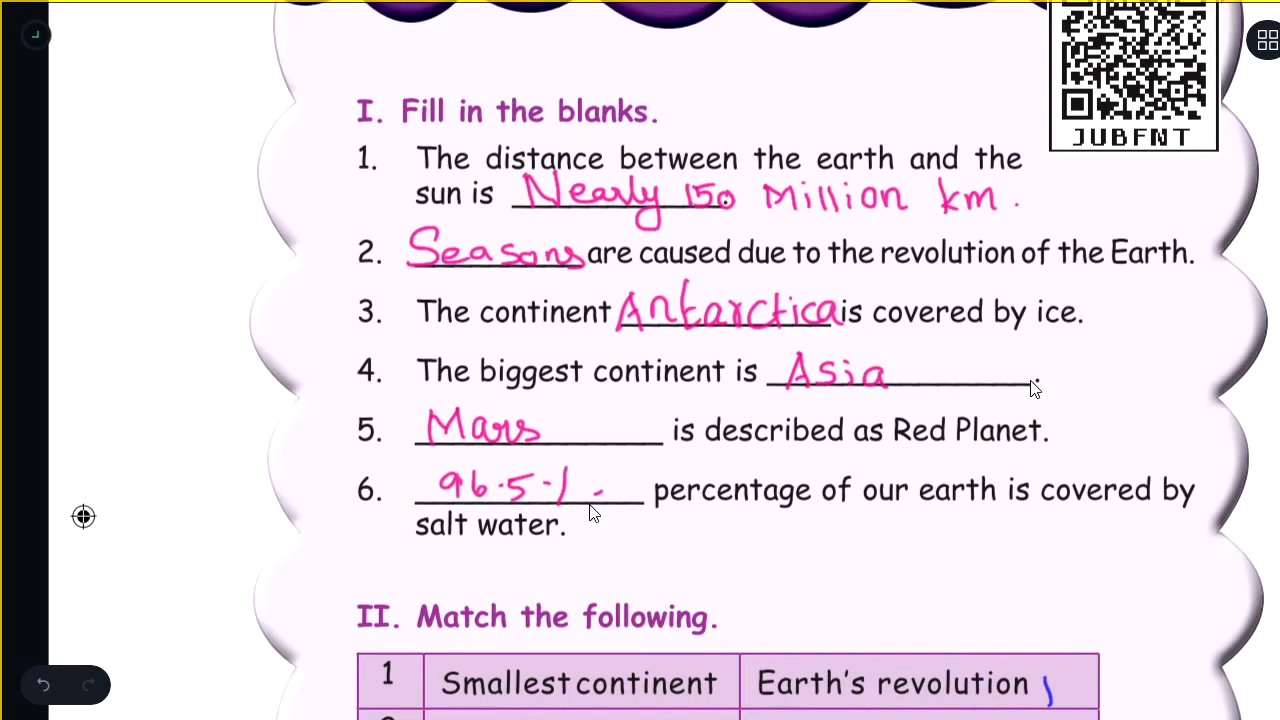 JUBFNT
I. Fill in the blanks.
1. The distance between the earth and the
sun is Nearly 150 Million km.
2. Seasons are caused due to the revolution of the Earth.
3. The continent Antarctica is covered by ice.
4. The biggest continent is Asia.
5. Mars is described as Red Planet.
6. 96.5% percentage of our earth is covered by
salt water.
II. Match the following.
1 Smallest continent Earth's revolution